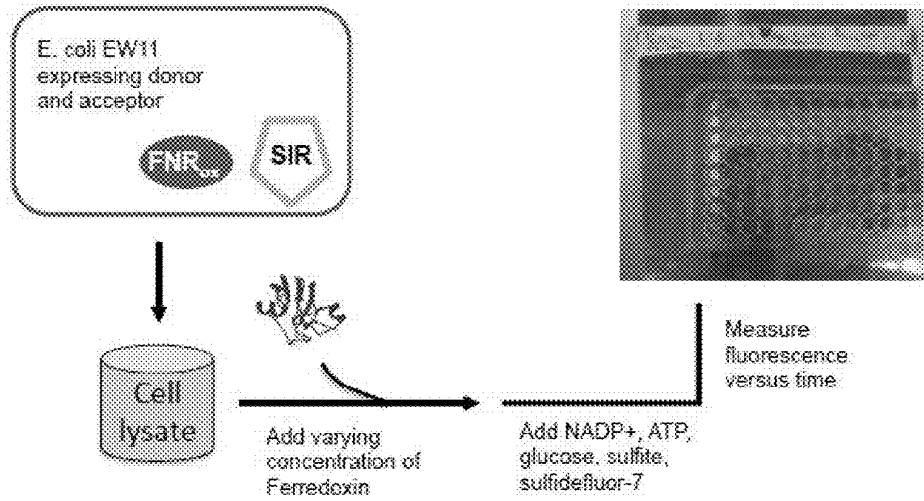 E. coli EW11
expressing donor
and acceptor
FNR
SIR
Cell
lysate
Add varying
concentration of
Ferredoxin
Add NADP+, ATP,
glucose, sulfite,
sulfidefluor-7
Measure
fluorescence
versus time